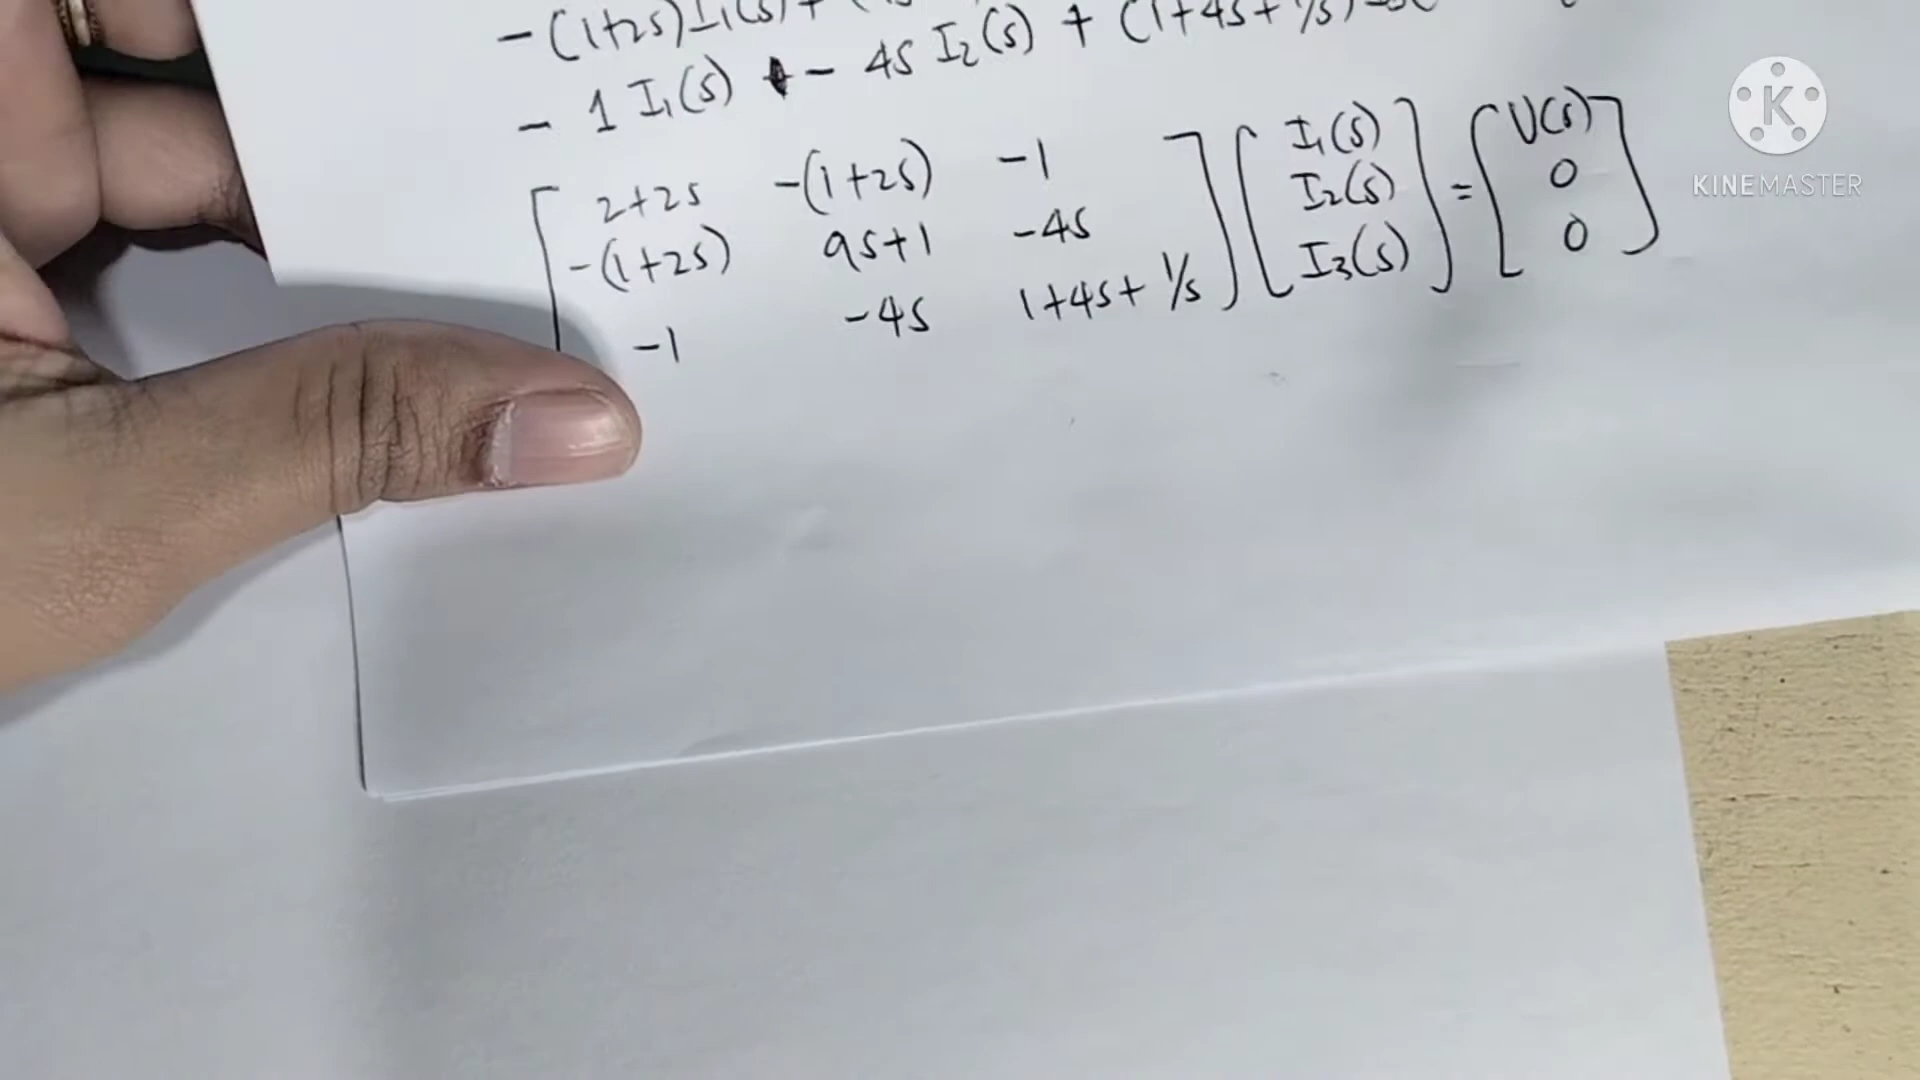 -(1+2s)I₁(s)+
- 1 I₁(s) - 4s I₂(s) + (1+4s+1/s)
[2+2s -(1+2s) -1] [I₁(s)] = [V(s)]
[-(1+2s) 9s+1 -4s] [I₂(s)] [0]
[-1 -4s 1+4s+1/s] [I₃(s)] [0]
K
KINEMASTER